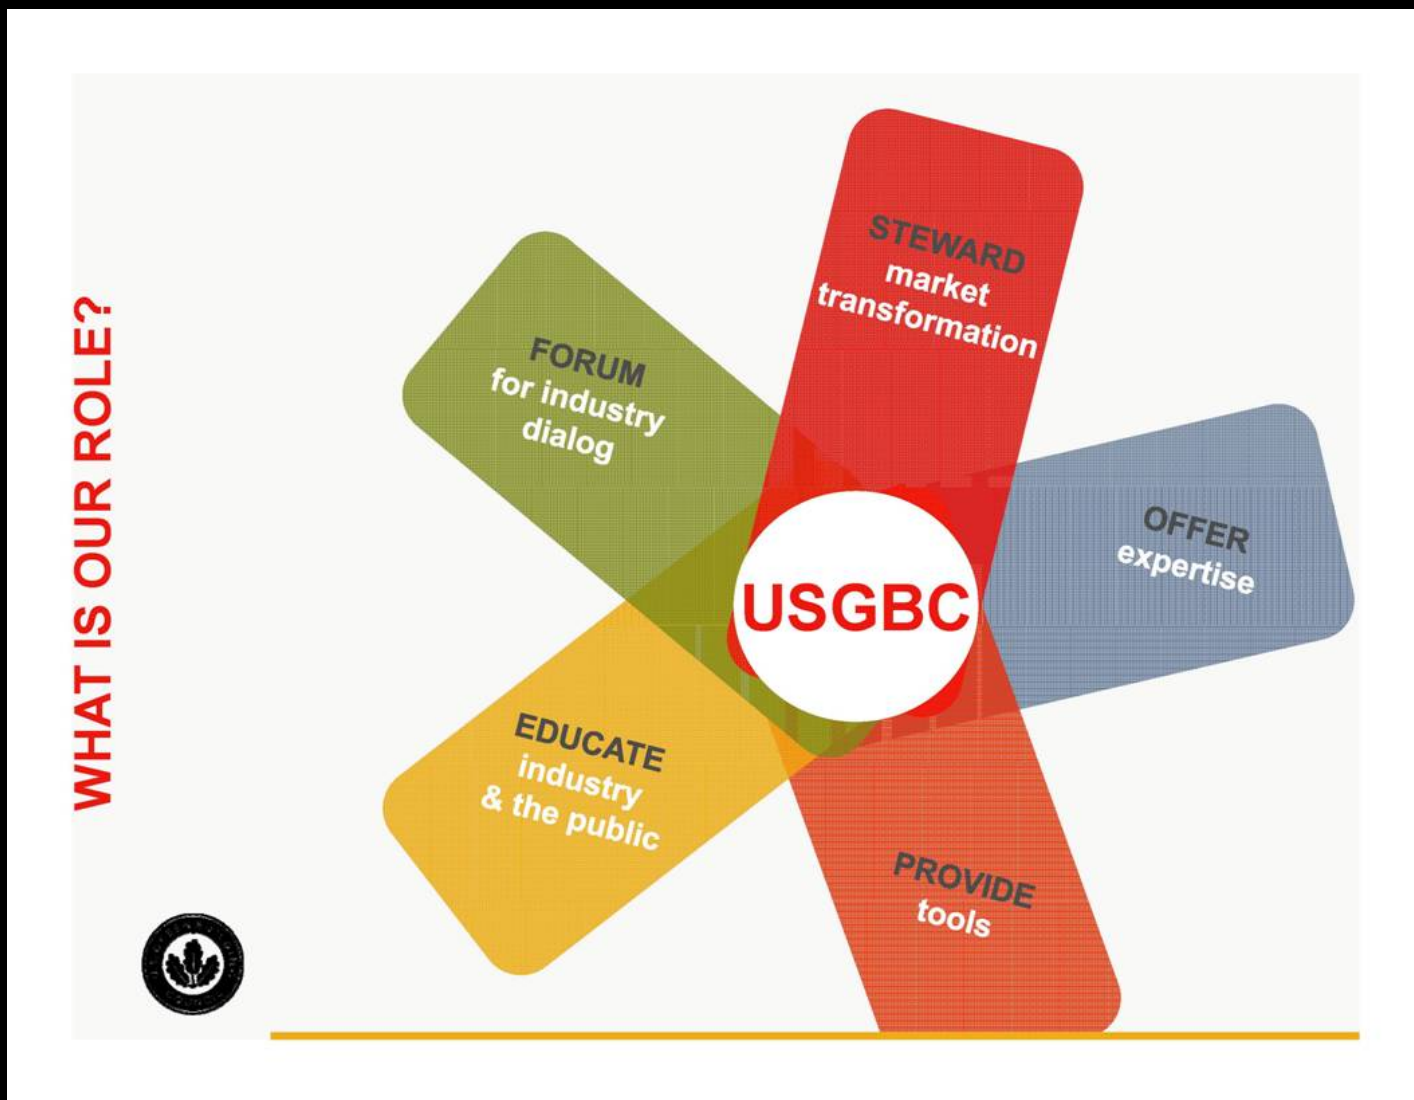 WHAT IS OUR ROLE?
STEWARD
market
transformation
FORUM
for industry
dialog
OFFER
expertise
USGBC
EDUCATE
industry
& the public
PROVIDE
tools